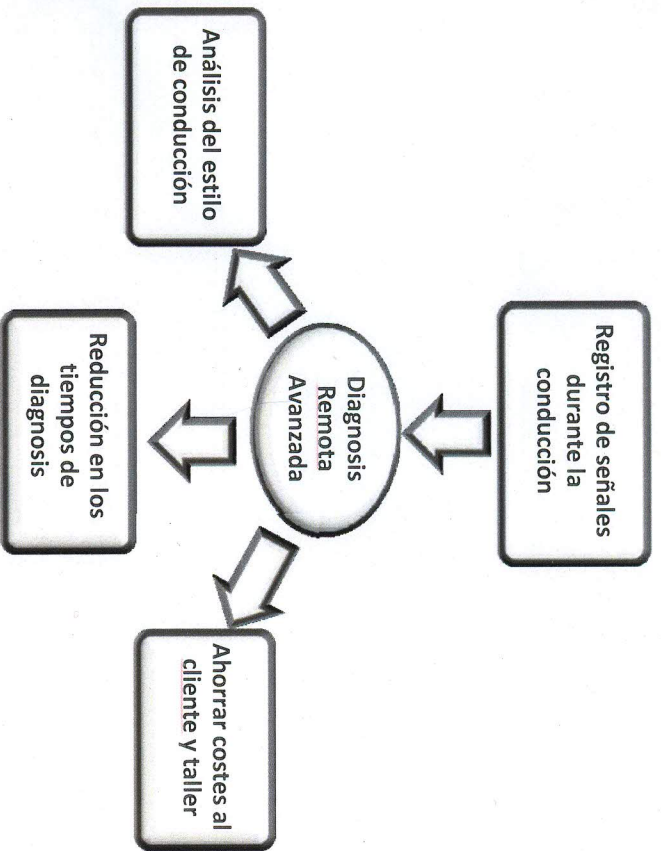 Registro de señales
durante la
conducción
Diagnosis
Remota
Avanzada
Análisis del estilo
de conducción
Reducción en los
tiempos de
diagnosis
Ahorrar costes al
cliente y taller